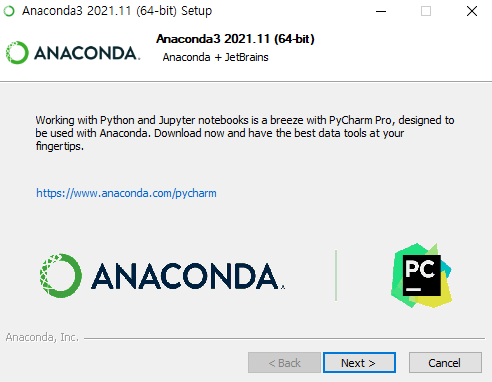 Anaconda3 2021.11 (64-bit) Setup
ANACONDA.
Anaconda3 2021.11 (64-bit)
Anaconda + JetBrains
Working with Python and Jupyter notebooks is a breeze with PyCharm Pro, designed to
be used with Anaconda. Download now and have the best data tools at your
fingertips.
https://www.anaconda.com/pycharm
ANACONDA
PC
Anaconda, Inc.
< Back
Next >
Cancel